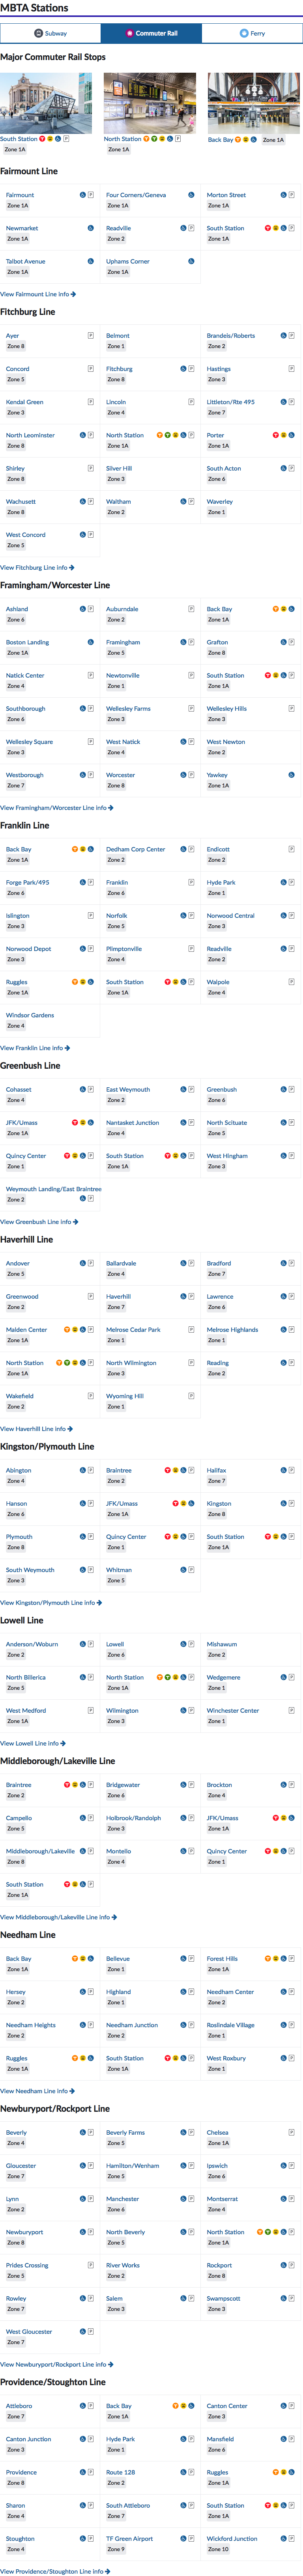 MBTA Stations
Subway
Commuter Rail
Ferry
Major Commuter Rail Stops
South Station T P
Zone 1A
North Station T T P
Zone 1A
Back Bay T Zone 1A
Fairmount Line
Fairmount P
Zone 1A
Four Corners/Geneva
Zone 1A
Morton Street P
Zone 1A
Newmarket
Zone 1A
Readville P
Zone 2
South Station T P
Zone 1A
Talbot Avenue
Zone 1A
Uphams Corner
Zone 1A
View Fairmount Line info
Fitchburg Line
Ayer P
Zone 8
Belmont
Zone 1
Brandeis/Roberts P
Zone 2
Concord P
Zone 5
Fitchburg P
Zone 8
Hastings P
Zone 3
Kendal Green P
Zone 3
Lincoln P
Zone 4
Littleton/Rte 495 P
Zone 7
North Leominster P
Zone 8
North Station T T P
Zone 1A
Porter T
Zone 1A
Shirley P
Zone 8
Silver Hill
Zone 3
South Acton P
Zone 6
Wachusett P
Zone 8
Waltham P
Zone 2
Waverley
Zone 1
West Concord P
Zone 5
View Fitchburg Line info
Framingham/Worcester Line
Ashland P
Zone 6
Auburndale P
Zone 2
Back Bay T
Zone 1A
Boston Landing
Zone 1A
Framingham P
Zone 5
Grafton P
Zone 8
Natick Center P
Zone 4
Newtonville P
Zone 1
South Station T P
Zone 1A
Southborough P
Zone 6
Wellesley Farms P
Zone 3
Wellesley Hills P
Zone 3
Wellesley Square P
Zone 3
West Natick P
Zone 4
West Newton
Zone 2
Westborough P
Zone 7
Worcester P
Zone 8
Yawkey
Zone 1A
View Framingham/Worcester Line info
Franklin Line
Back Bay T
Zone 1A
Dedham Corp Center P
Zone 2
Endicott P
Zone 2
Forge Park/495 P
Zone 6
Franklin P
Zone 6
Hyde Park P
Zone 1
Islington P
Zone 3
Norfolk P
Zone 5
Norwood Central P
Zone 3
Norwood Depot P
Zone 3
Plimptonville P
Zone 4
Readville P
Zone 2
Ruggles T
Zone 1A
South Station T P
Zone 1A
Walpole P
Zone 4
Windsor Gardens
Zone 4
View Franklin Line info
Greenbush Line
Cohasset P
Zone 4
East Weymouth P
Zone 2
Greenbush P
Zone 6
JFK/Umass T
Zone 1A
Nantasket Junction P
Zone 4
North Scituate P
Zone 5
Quincy Center T P
Zone 1
South Station T P
Zone 1A
West Hingham P
Zone 3
Weymouth Landing/East Braintree
Zone 2 P
View Greenbush Line info
Haverhill Line
Andover P
Zone 5
Ballardvale P
Zone 4
Bradford P
Zone 7
Greenwood P
Zone 2
Haverhill P
Zone 7
Lawrence P
Zone 6
Malden Center T P
Zone 1A
Melrose Cedar Park P
Zone 1
Melrose Highlands P
Zone 1
North Station T T P
Zone 1A
North Wilmington P
Zone 3
Reading P
Zone 2
Wakefield P
Zone 2
Wyoming Hill P
Zone 1
View Haverhill Line info
Kingston/Plymouth Line
Abington P
Zone 4
Braintree T P
Zone 2
Halifax P
Zone 7
Hanson P
Zone 6
JFK/Umass T
Zone 1A
Kingston P
Zone 8
Plymouth P
Zone 8
Quincy Center T P
Zone 1
South Station T P
Zone 1A
South Weymouth P
Zone 3
Whitman P
Zone 5
View Kingston/Plymouth Line info
Lowell Line
Anderson/Woburn P
Zone 2
Lowell P
Zone 6
Mishawum
Zone 2
North Billerica P
Zone 5
North Station T T P
Zone 1A
Wedgemere P
Zone 1
West Medford P
Zone 1A
Wilmington P
Zone 3
Winchester Center P
Zone 1
View Lowell Line info
Middleborough/Lakeville Line
Braintree T P
Zone 2
Bridgewater P
Zone 6
Brockton P
Zone 4
Campello P
Zone 5
Holbrook/Randolph P
Zone 3
JFK/Umass T
Zone 1A
Middleborough/Lakeville P
Zone 8
Montello P
Zone 4
Quincy Center T P
Zone 1
South Station T P
Zone 1A
View Middleborough/Lakeville Line info
Needham Line
Back Bay T
Zone 1A
Bellevue P
Zone 1
Forest Hills T P
Zone 1A
Hersey P
Zone 2
Highland P
Zone 1
Needham Center P
Zone 2
Needham Heights P
Zone 2
Needham Junction P
Zone 2
Roslindale Village P
Zone 1
Ruggles T
Zone 1A
South Station T P
Zone 1A
West Roxbury P
Zone 1
View Needham Line info
Newburyport/Rockport Line
Beverly P
Zone 4
Beverly Farms P
Zone 5
Chelsea P
Zone 1A
Gloucester P
Zone 7
Hamilton/Wenham P
Zone 5
Ipswich P
Zone 6
Lynn P
Zone 2
Manchester P
Zone 6
Montserrat P
Zone 4
Newburyport P
Zone 8
North Beverly P
Zone 5
North Station T T P
Zone 1A
Prides Crossing P
Zone 5
River Works
Zone 2
Rockport P
Zone 8
Rowley P
Zone 7
Salem P
Zone 3
Swampscott P
Zone 3
West Gloucester P
Zone 7
View Newburyport/Rockport Line info
Providence/Stoughton Line
Attleboro P
Zone 7
Back Bay T
Zone 1A
Canton Center P
Zone 3
Canton Junction P
Zone 3
Hyde Park P
Zone 1
Mansfield P
Zone 6
Providence P
Zone 8
Route 128 P
Zone 2
Ruggles T
Zone 1A
Sharon P
Zone 4
South Attleboro P
Zone 7
South Station T P
Zone 1A
Stoughton P
Zone 4
TF Green Airport P
Zone 9
Wickford Junction P
Zone 10
View Providence/Stoughton Line info